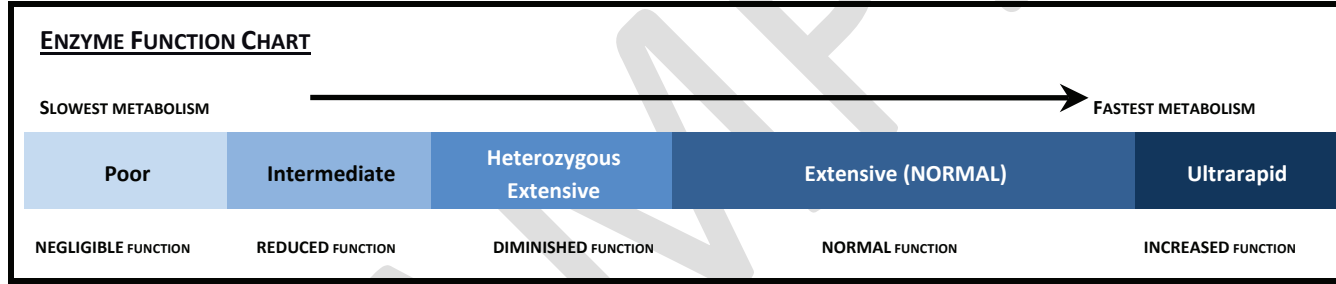 ENZYME FUNCTION CHART
SLOWEST METABOLISM
FASTEST METABOLISM
Poor
Intermediate
Heterozygous
Extensive
Extensive (NORMAL)
Ultrarapid
NEGLIGIBLE FUNCTION
REDUCED FUNCTION
DIMINISHED FUNCTION
NORMAL FUNCTION
INCREASED FUNCTION